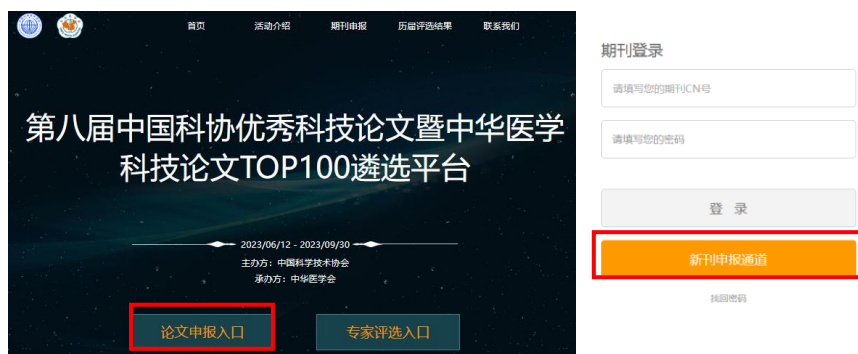 首页 活动介绍 期刊申报 历届评选结果 联系我们
第八届中国科协优秀科技论文暨中华医学
科技论文TOP100遴选平台
2023/06/12 - 2023/09/30
主办方：中国科学技术协会
承办方：中华医学会
论文申报入口 专家评选入口
期刊登录
请填写您的期刊CN号
请填写您的密码
登 录
新刊申报通道
找回密码